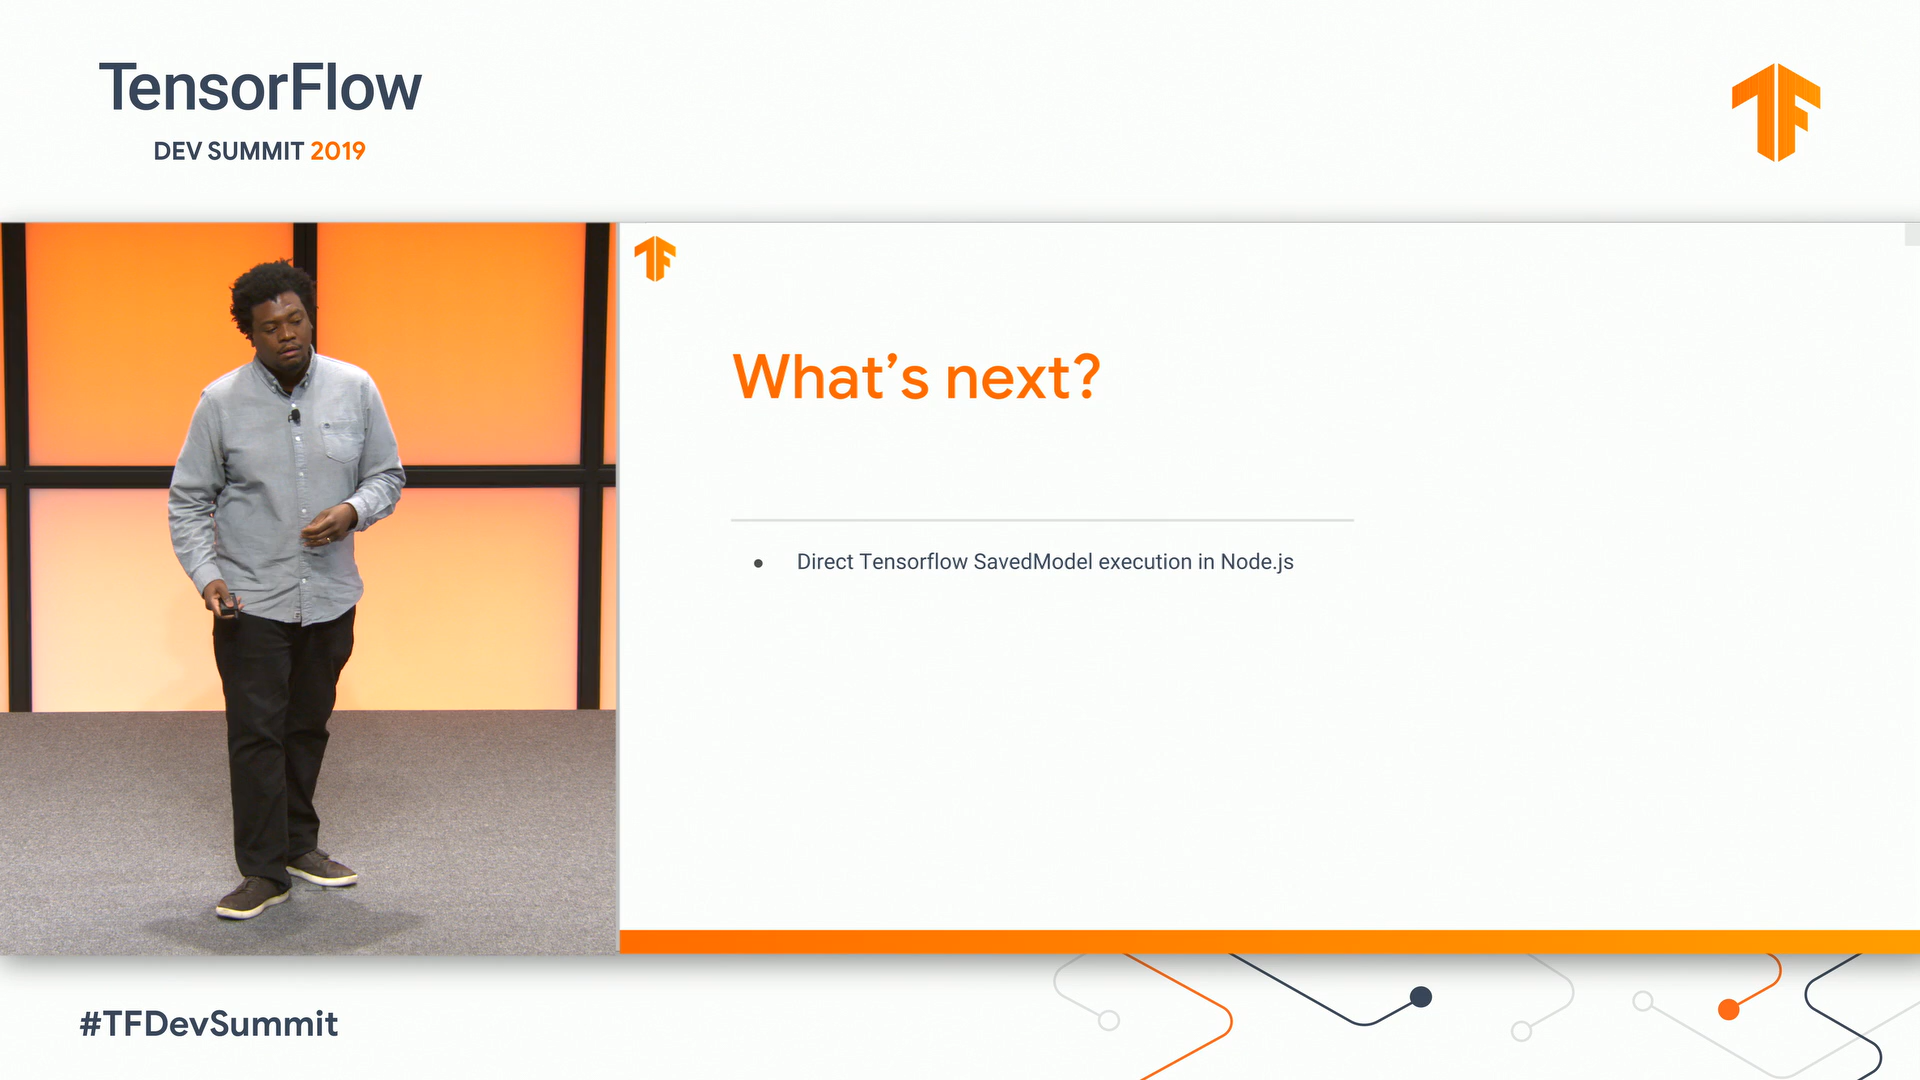 TensorFlow
DEV SUMMIT 2019
What's next?
● Direct Tensorflow SavedModel execution in Node.js
#TFDevSummit